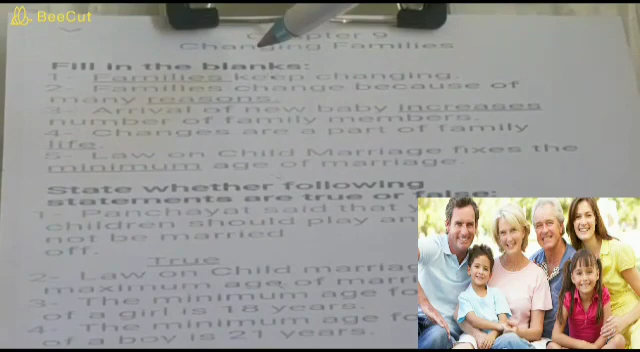 BeeCut
Chapter 9
Changing Families
Fill in the blanks:
1- Families keep changing.
2- Families change because of
many reasons.
3- Arrival of new baby increases
number of family members.
4- Changes are a part of family
life.
5- Law on Child Marriage fixes the
minimum age of marriage.
State whether following
statements are true or false:
1- Panchayat said that
children should play an
not be married
off.
True
2- Law on Child marriag
maximum age of marri
3- The minimum age fo
of a girl is 18 years.
4- The minimum age fo
of a boy is 21 years.